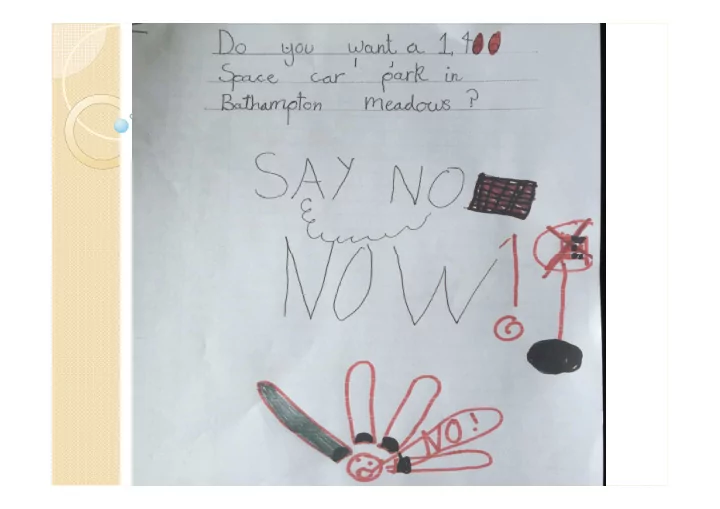 Do you want a 1,400
Space car park in
Bathampton meadows?
SAY NO
NOW!
NO!